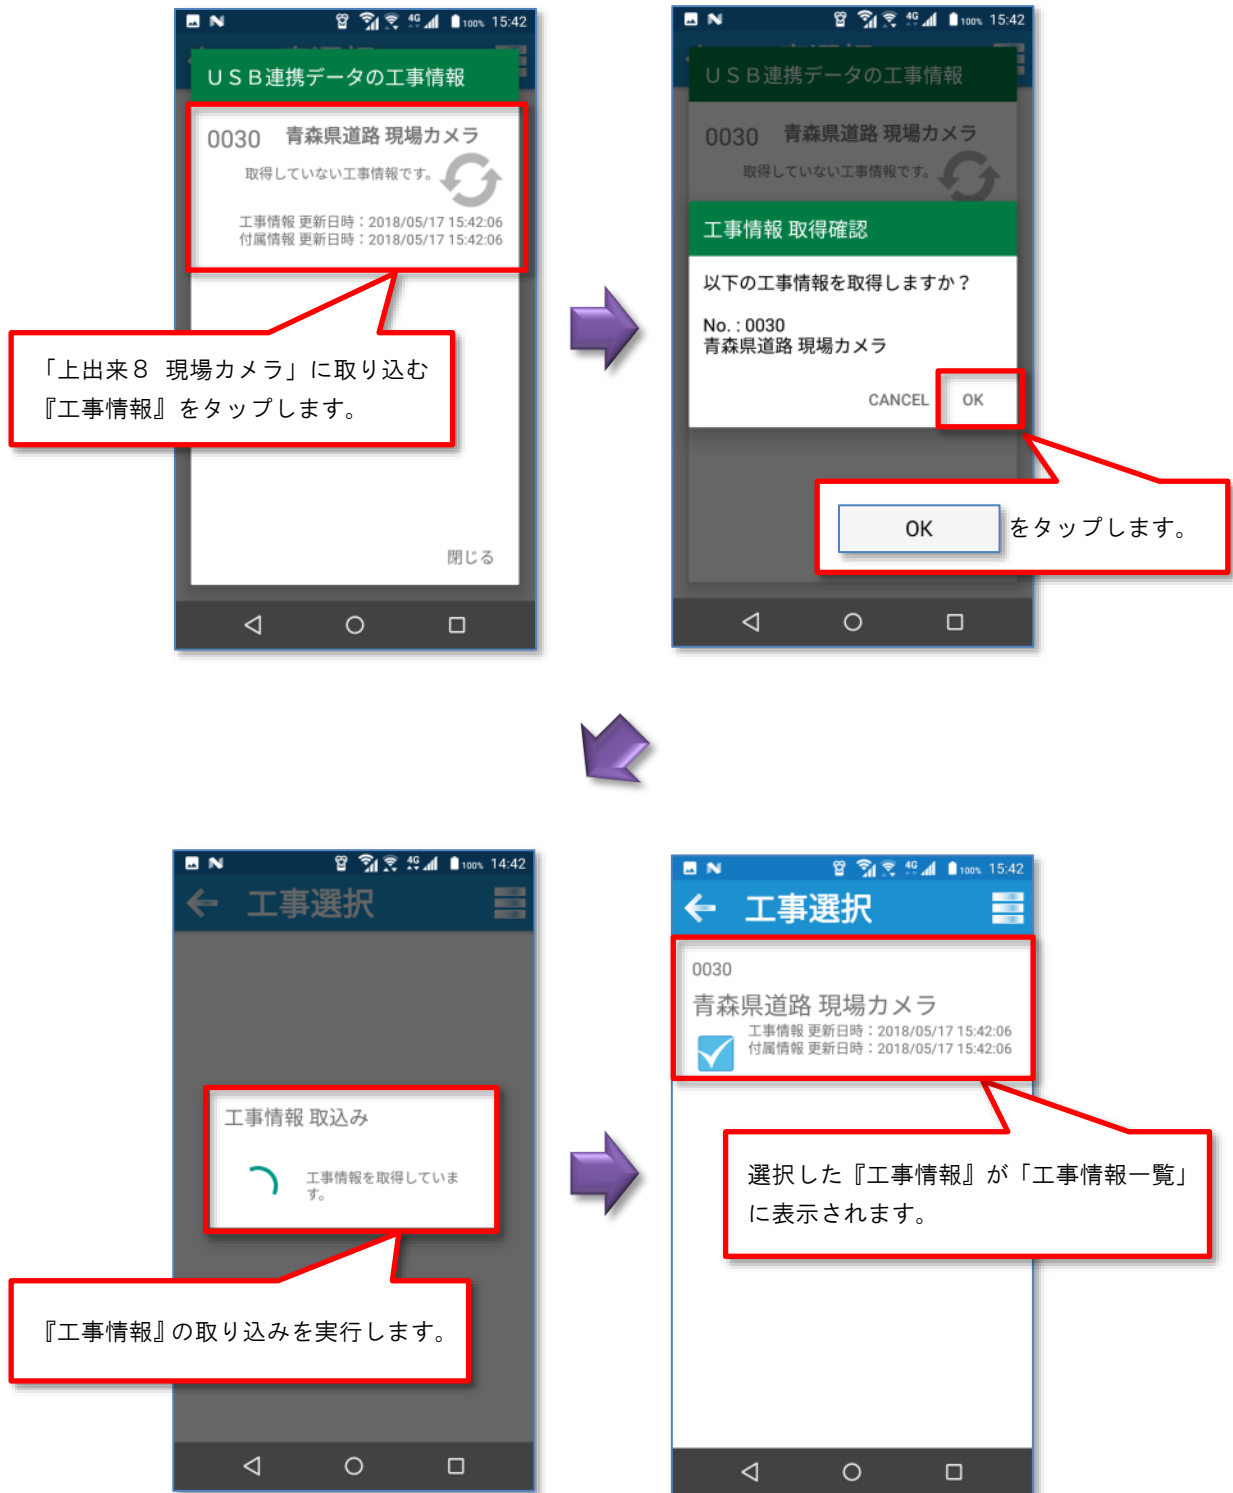 4G 100% 15:42
USB連携データの工事情報
0030 青森県道路 現場カメラ
取得していない工事情報です。
工事情報 更新日時：2018/05/17 15:42:06
付属情報 更新日時：2018/05/17 15:42:06
「上出来８ 現場カメラ」に取り込む
『工事情報』をタップします。
閉じる
4G 100% 15:42
ＵＳＢ連携データの工事情報
0030 青森県道路 現場カメラ
取得していない工事情報です。
工事情報 取得確認
以下の工事情報を取得しますか？
No. : 0030
青森県道路 現場カメラ
CANCEL OK
OK をタップします。
4G 100% 14:42
工事選択
工事情報 取込み
工事情報を取得していま
す。
『工事情報』の取り込みを実行します。
4G 100% 15:42
工事選択
0030
青森県道路 現場カメラ
工事情報 更新日時：2018/05/17 15:42:06
付属情報 更新日時：2018/05/17 15:42:06
選択した『工事情報』が「工事情報一覧」
に表示されます。